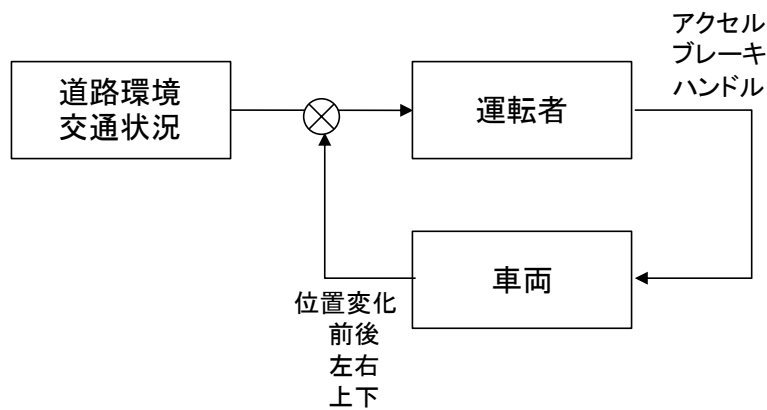 アクセル
ブレーキ
ハンドル
道路環境
交通状況
運転者
車両
位置変化
前後
左右
上下